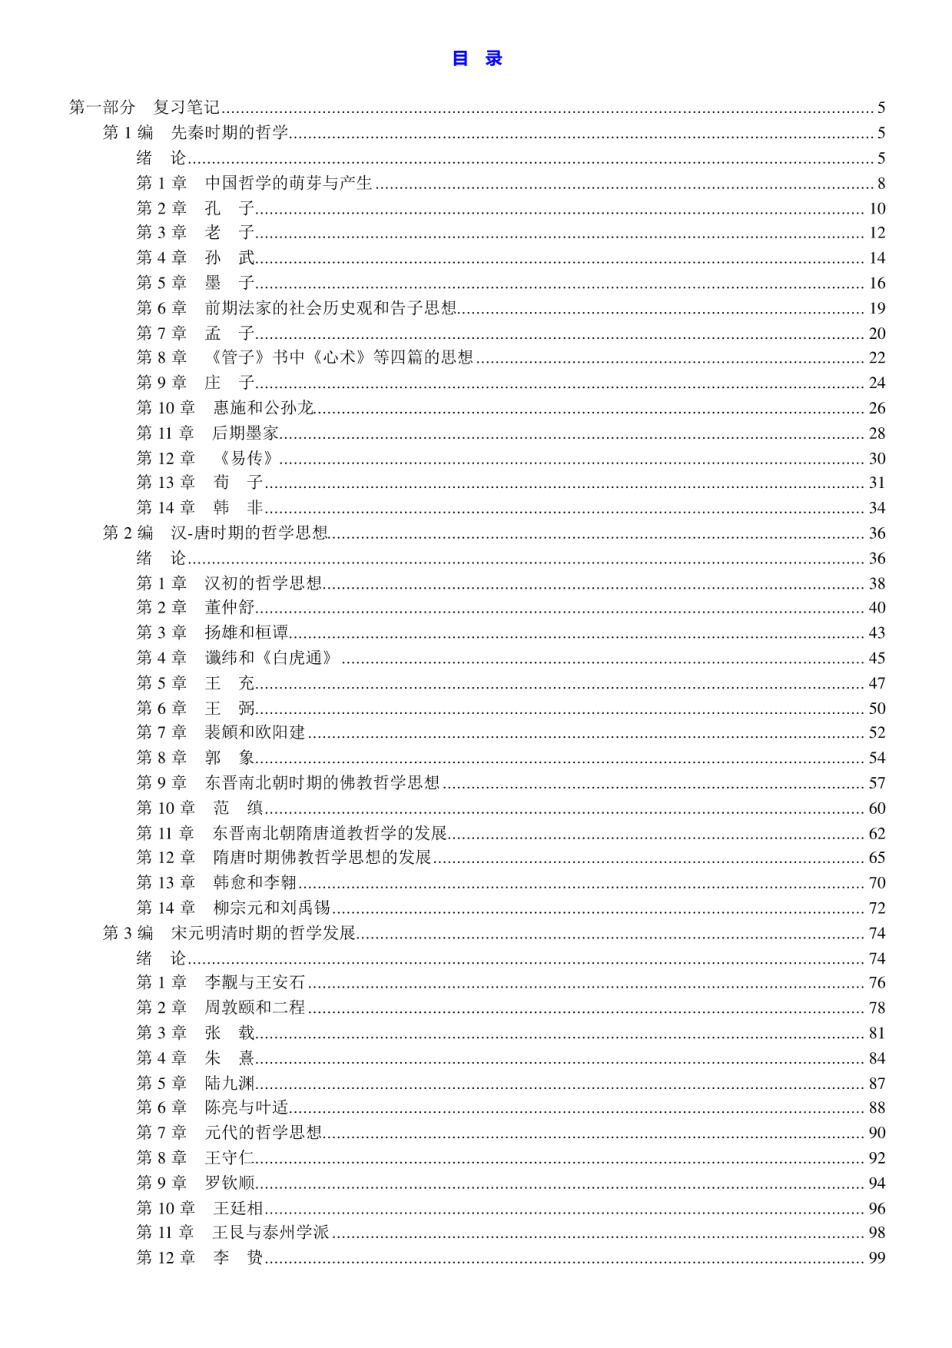 目 录
第一部分 复习笔记 5
第 1 编 先秦时期的哲学 5
绪 论 5
第 1 章 中国哲学的萌芽与产生 8
第 2 章 孔 子 10
第 3 章 老 子 12
第 4 章 孙 武 14
第 5 章 墨 子 16
第 6 章 前期法家的社会历史观和告子思想 19
第 7 章 孟 子 20
第 8 章 《管子》书中《心术》等四篇的思想 22
第 9 章 庄 子 24
第 10 章 惠施和公孙龙 26
第 11 章 后期墨家 28
第 12 章 《易传》 30
第 13 章 荀 子 31
第 14 章 韩 非 34
第 2 编 汉-唐时期的哲学思想 36
绪 论 36
第 1 章 汉初的哲学思想 38
第 2 章 董仲舒 40
第 3 章 扬雄和桓谭 43
第 4 章 谶纬和《白虎通》 45
第 5 章 王 充 47
第 6 章 王 弼 50
第 7 章 裴頠和欧阳建 52
第 8 章 郭 象 54
第 9 章 东晋南北朝时期的佛教哲学思想 57
第 10 章 范 缜 60
第 11 章 东晋南北朝隋唐道教哲学的发展 62
第 12 章 隋唐时期佛教哲学思想的发展 65
第 13 章 韩愈和李翱 70
第 14 章 柳宗元和刘禹锡 72
第 3 编 宋元明清时期的哲学发展 74
绪 论 74
第 1 章 李觏与王安石 76
第 2 章 周敦颐和二程 78
第 3 章 张 载 81
第 4 章 朱 熹 84
第 5 章 陆九渊 87
第 6 章 陈亮与叶适 88
第 7 章 元代的哲学思想 90
第 8 章 王守仁 92
第 9 章 罗钦顺 94
第 10 章 王廷相 96
第 11 章 王艮与泰州学派 98
第 12 章 李 贽 99